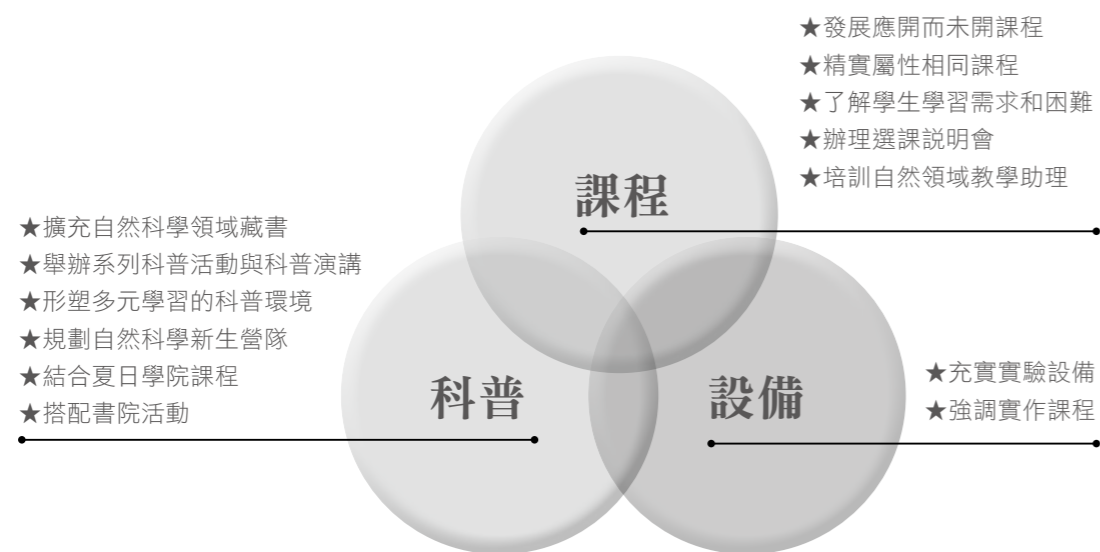 ★發展應開而未開課程
★精實屬性相同課程
★了解學生學習需求和困難
★辦理選課説明會
★培訓自然領域教學助理
課程
★擴充自然科學領域藏書
★舉辦系列科普活動與科普演講
★形塑多元學習的科普環境
★規劃自然科學新生營隊
★結合夏日學院課程
★搭配書院活動
科普
設備
★充實實驗設備
★強調實作課程